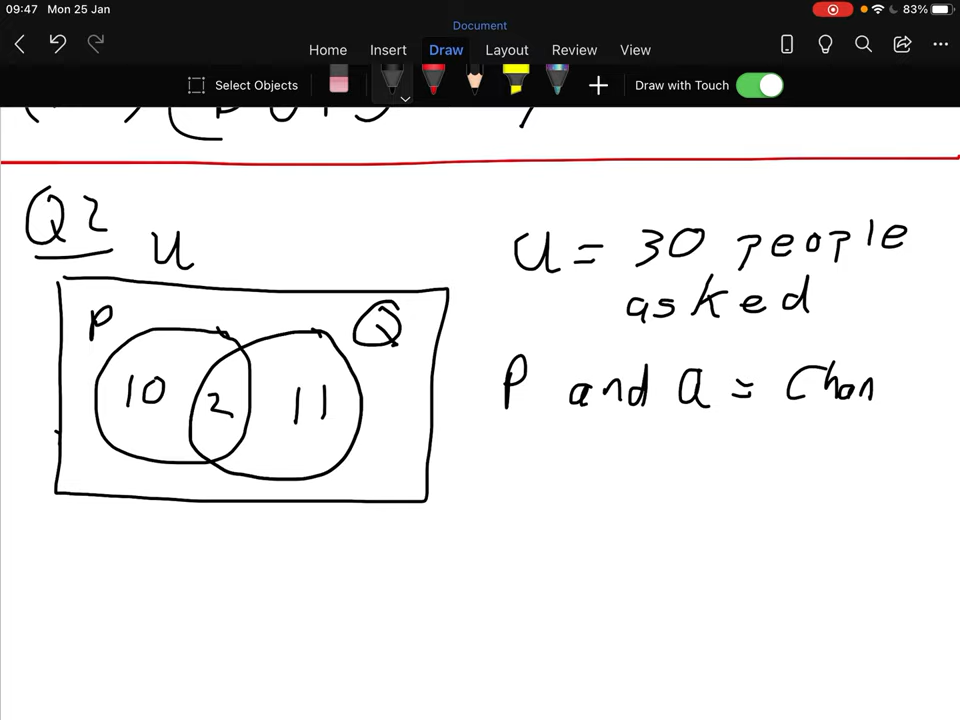 09:47 Mon 25 Jan 83%
Document
Home Insert Draw Layout Review View
Select Objects Draw with Touch
Q2
U
U = 30 people
asked
P Q
10 2 11
P and Q = Chan